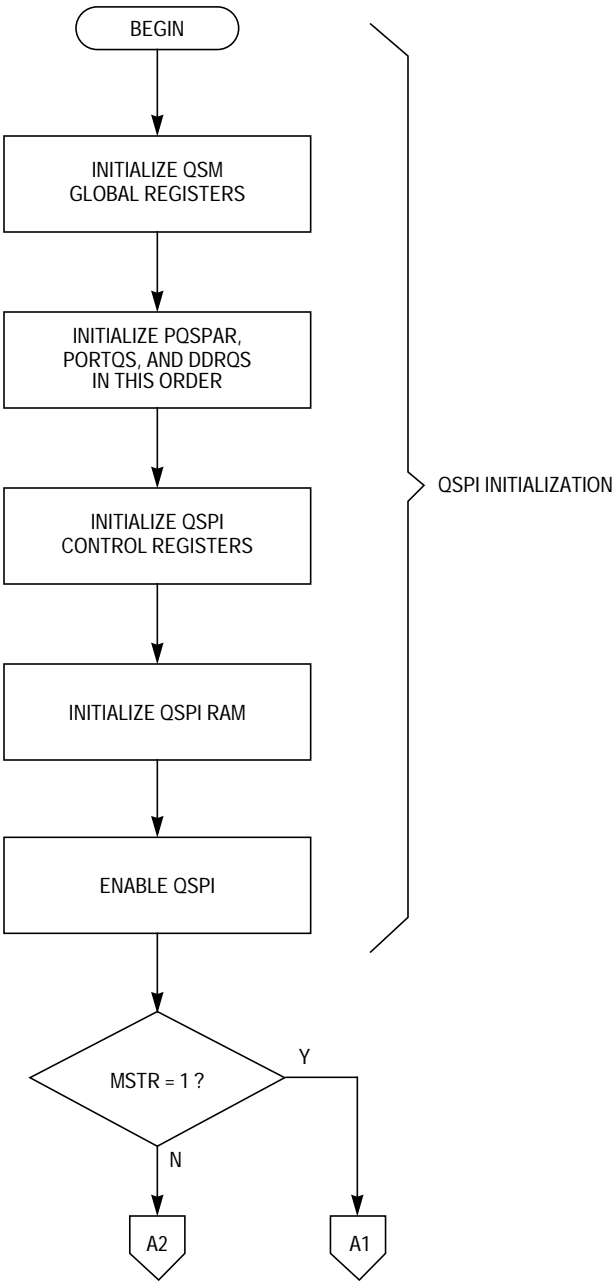 BEGIN
INITIALIZE QSM
GLOBAL REGISTERS
INITIALIZE PQSPAR,
PORTQS, AND DDRQS
IN THIS ORDER
QSPI INITIALIZATION
INITIALIZE QSPI
CONTROL REGISTERS
INITIALIZE QSPI RAM
ENABLE QSPI
MSTR = 1 ?
Y
N
A2
A1